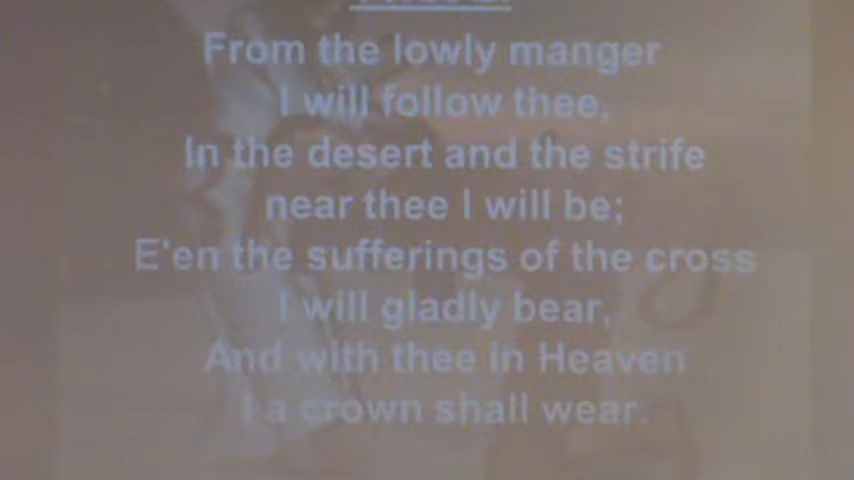 From the lowly manger
I will follow thee,
In the desert and the strife
near thee I will be;
E'en the sufferings of the cross
I will gladly bear,
And with thee in Heaven
I a crown shall wear.